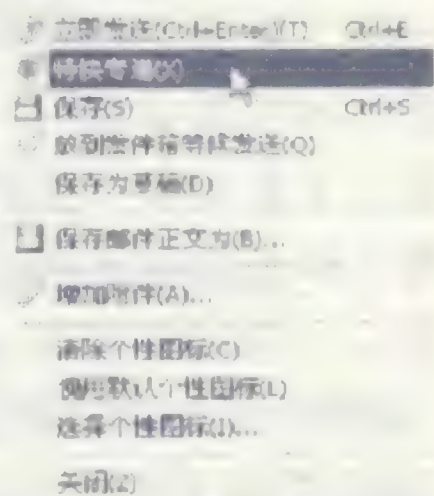 立即发送(Ctrl+Enter)(T) Ctrl+E
特快专递(X)
保存(S) Ctrl+S
放到发件箱等候发送(Q)
保存为草稿(D)
保存邮件正文为(B)...
增加附件(A)...
清除个性图标(C)
使用默认个性图标(L)
选择个性图标(I)...
关闭(Z)